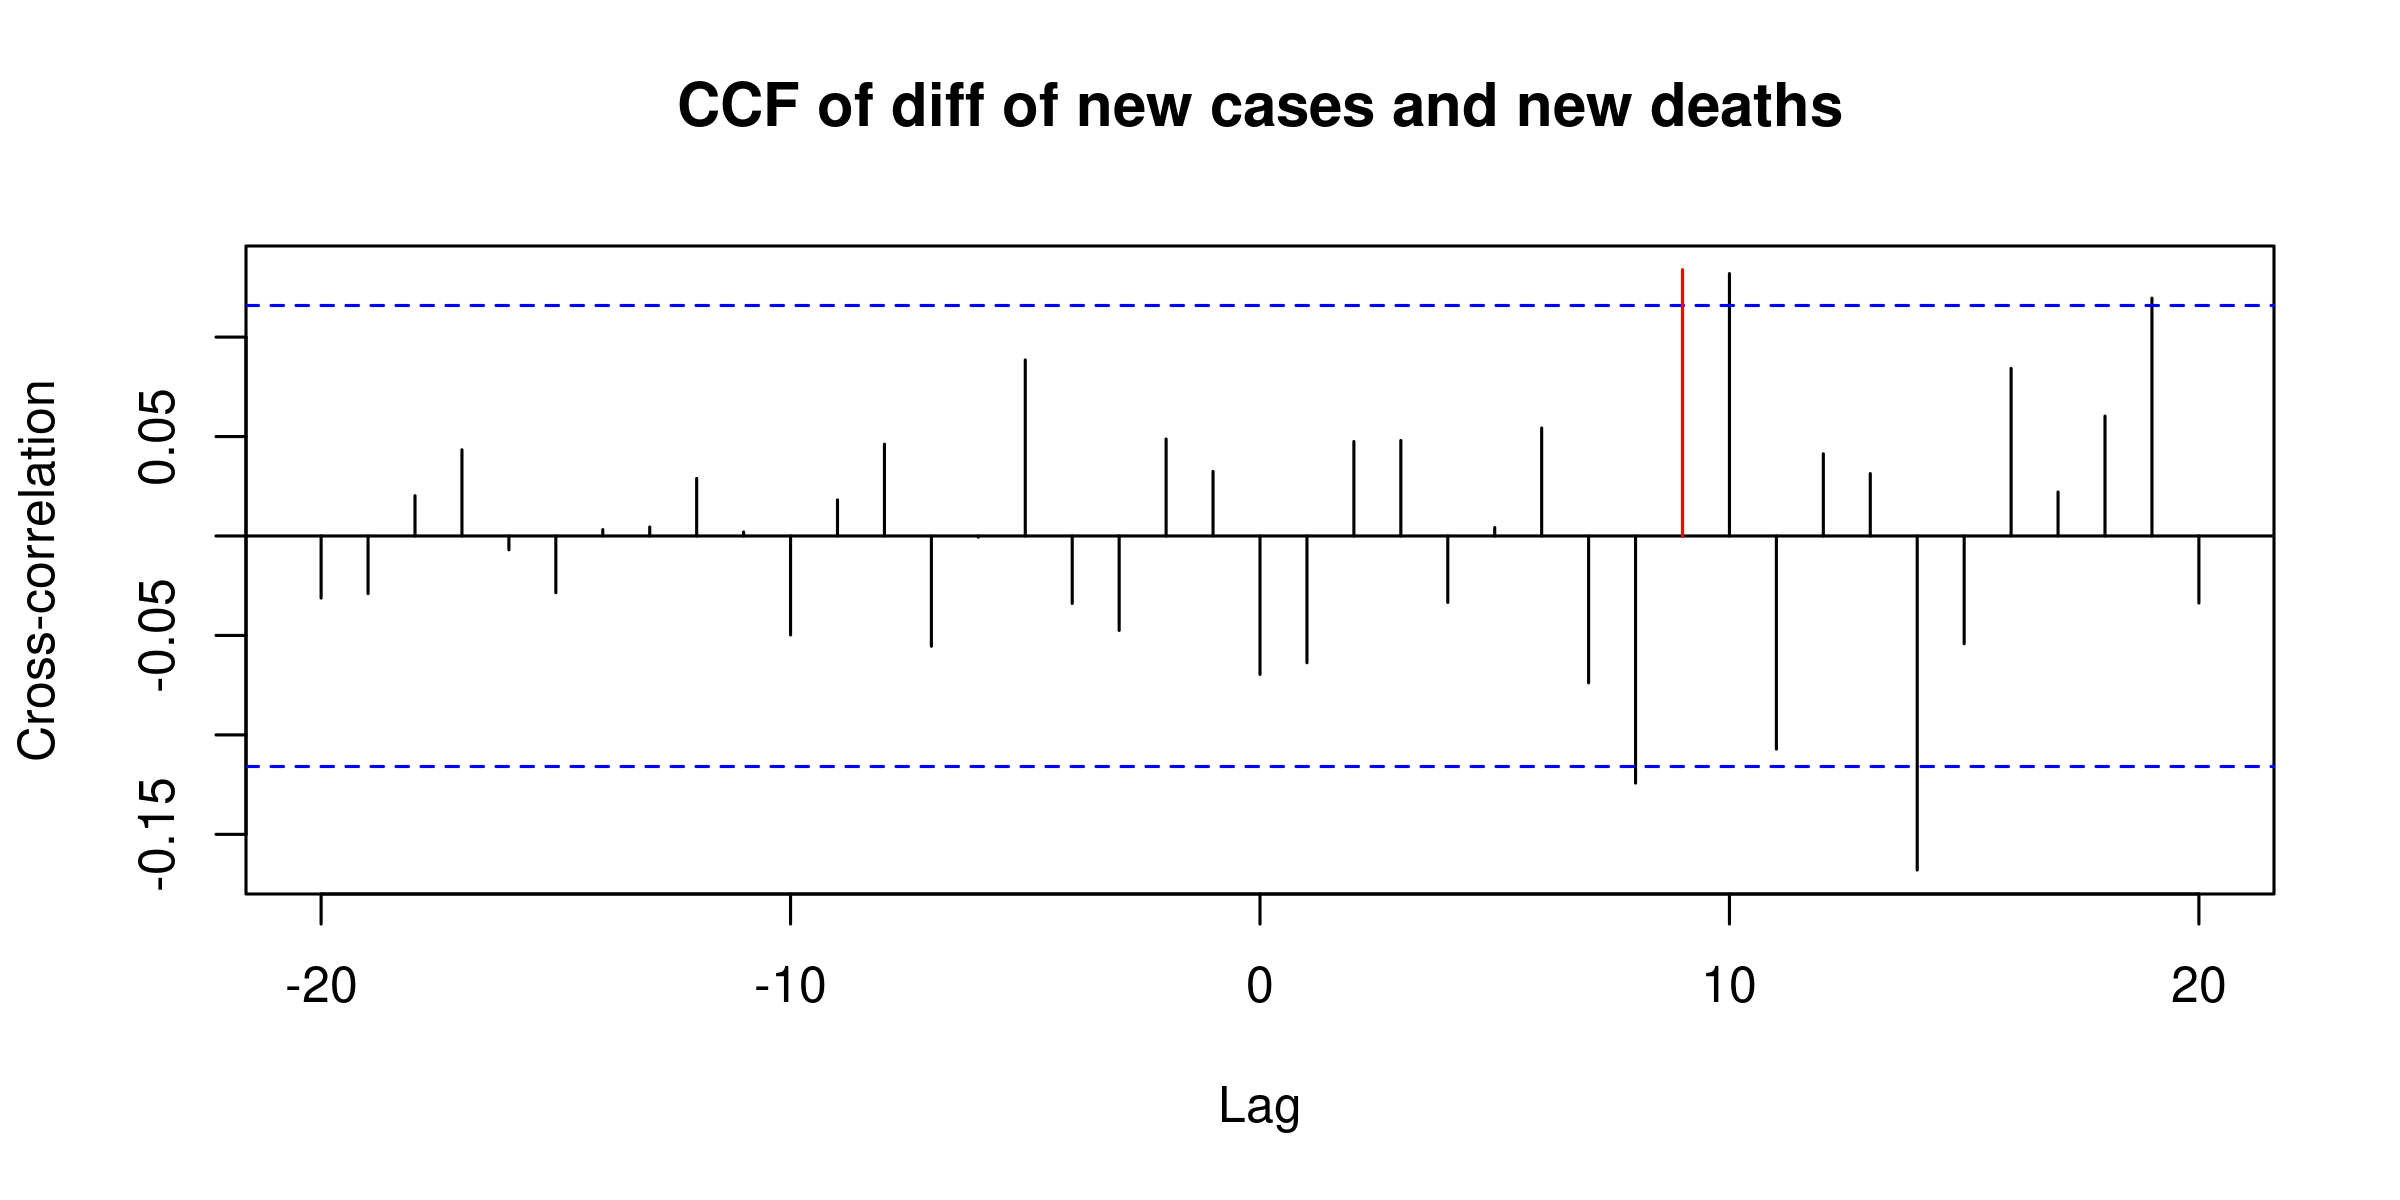 CCF of diff of new cases and new deaths
Cross-correlation
0.05
-0.05
-0.15
-20
-10
0
10
20
Lag